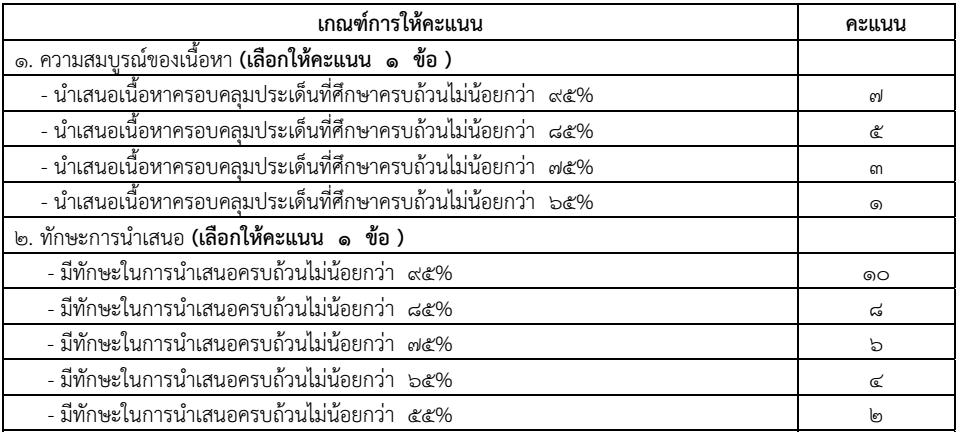 เกณฑ์การให้คะแนน คะแนน
๑. ความสมบูรณ์ของเนื้อหา (เลือกให้คะแนน ๑ ข้อ )
- นำเสนอเนื้อหาครอบคลุมประเด็นที่ศึกษาครบถ้วนไม่น้อยกว่า ๙๕% ๗
- นำเสนอเนื้อหาครอบคลุมประเด็นที่ศึกษาครบถ้วนไม่น้อยกว่า ๘๕% ๕
- นำเสนอเนื้อหาครอบคลุมประเด็นที่ศึกษาครบถ้วนไม่น้อยกว่า ๗๕% ๓
- นำเสนอเนื้อหาครอบคลุมประเด็นที่ศึกษาครบถ้วนไม่น้อยกว่า ๖๕% ๑
๒. ทักษะการนำเสนอ (เลือกให้คะแนน ๑ ข้อ )
- มีทักษะในการนำเสนอครบถ้วนไม่น้อยกว่า ๙๕% ๑๐
- มีทักษะในการนำเสนอครบถ้วนไม่น้อยกว่า ๘๕% ๘
- มีทักษะในการนำเสนอครบถ้วนไม่น้อยกว่า ๗๕% ๖
- มีทักษะในการนำเสนอครบถ้วนไม่น้อยกว่า ๖๕% ๔
- มีทักษะในการนำเสนอครบถ้วนไม่น้อยกว่า ๕๕% ๒